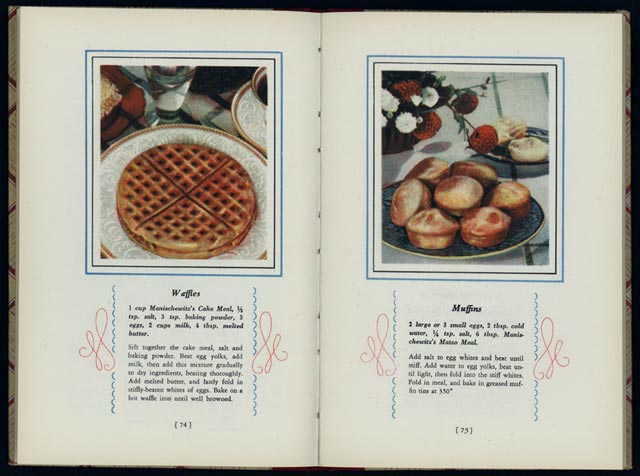 Waffles
1 cup Manischewitz's Cake Meal, ½
tsp. salt, 3 tsp. baking powder, 3
eggs, 2 cups milk, 4 tbsp. melted
butter.
Sift together the cake meal, salt and
baking powder. Beat egg yolks, add
milk, then add this mixture gradually
to dry ingredients, beating thoroughly.
Add melted butter, and lastly fold in
stiffly-beaten whites of eggs. Bake on a
hot waffle iron until well browned.
[ 74 ]
Muffins
2 large or 3 small eggs, 2 tbsp. cold
water, ¼ tsp. salt, 6 tbsp. Manis-
chewitz's Matzo Meal.
Add salt to egg whites and beat until
stiff. Add water to egg yolks, beat un-
til light, then fold into the stiff whites.
Fold in meal, and bake in greased muf-
fin tins at 350°
[ 75 ]